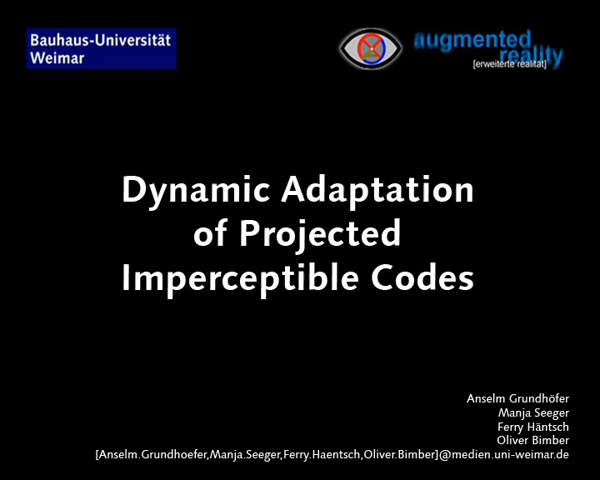 Bauhaus-Universität
Weimar
augmented
reality
[erweiterte realität]
Dynamic Adaptation
of Projected
Imperceptible Codes
Anselm Grundhöfer
Manja Seeger
Ferry Häntsch
Oliver Bimber
[Anselm.Grundhoefer,Manja.Seeger,Ferry.Haentsch,Oliver.Bimber]@medien.uni-weimar.de